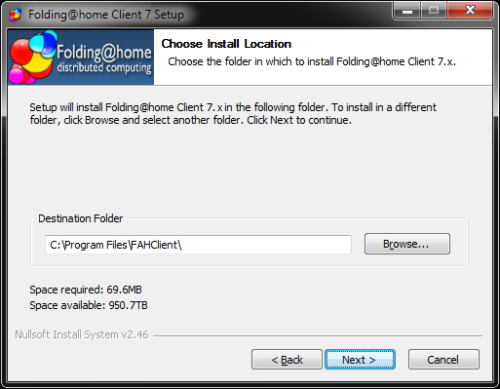 Folding@home Client 7 Setup
Folding@home
distributed computing
Choose Install Location
Choose the folder in which to install Folding@home Client 7.x.
Setup will install Folding@home Client 7.x in the following folder. To install in a different
folder, click Browse and select another folder. Click Next to continue.
Destination Folder
C:\Program Files\FAHClient\
Browse...
Space required: 69.6MB
Space available: 950.7TB
Nullsoft Install System v2.46
< Back
Next >
Cancel